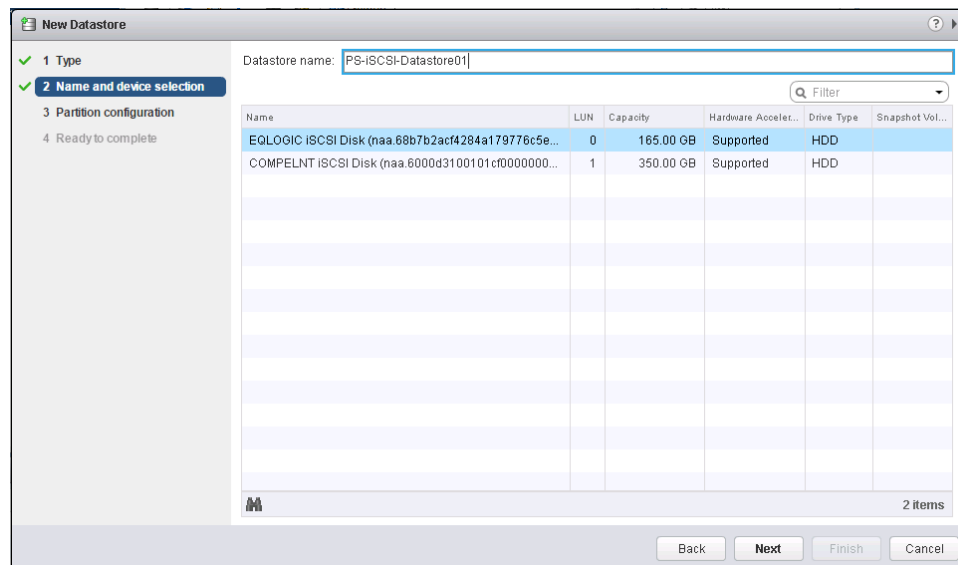 New Datastore
?
1 Type
2 Name and device selection
3 Partition configuration
4 Ready to complete
Datastore name: PS-iSCSI-Datastore01
Filter
Name LUN Capacity Hardware Acceler... Drive Type Snapshot Vol...
EQLOGIC iSCSI Disk (naa.68b7b2acf4284a179776c5e... 0 165.00 GB Supported HDD
COMPELNT iSCSI Disk (naa.6000d3100101cf0000000... 1 350.00 GB Supported HDD
2 items
Back Next Finish Cancel